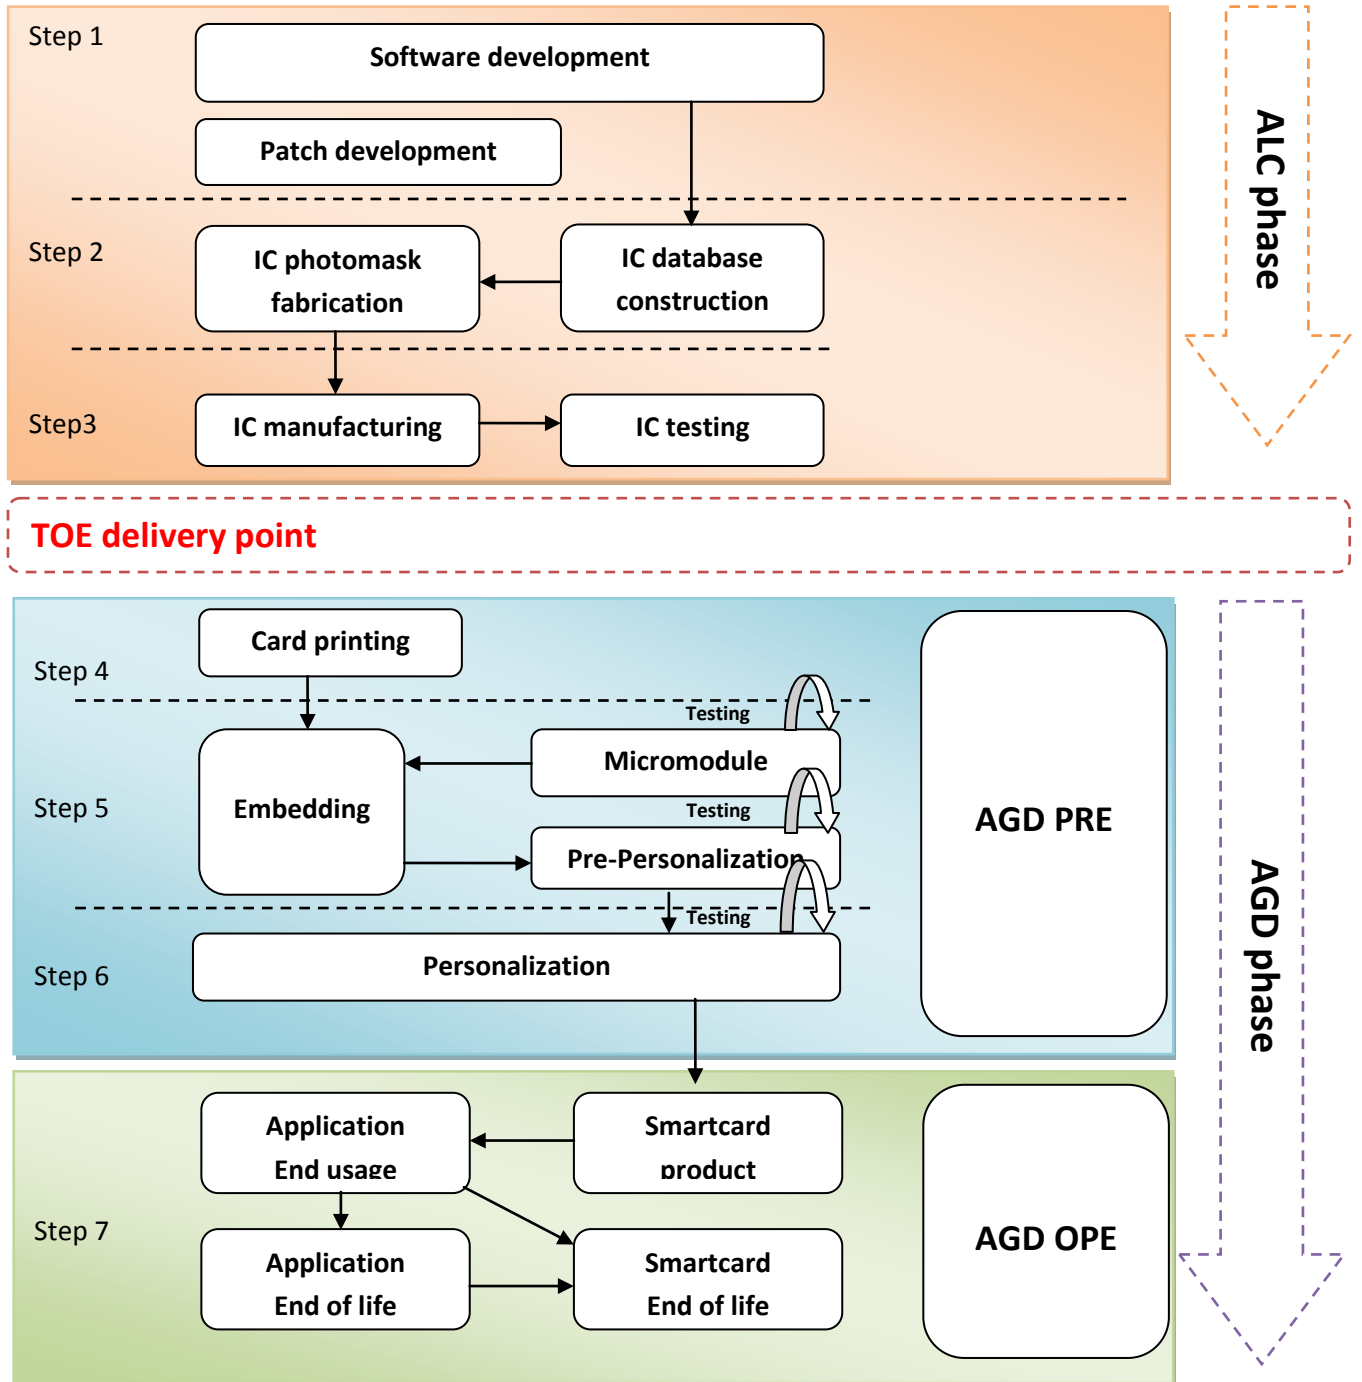 Step 1
Software development
Patch development
Step 2
IC photomask
fabrication
IC database
construction
Step3
IC manufacturing
IC testing
ALC phase
TOE delivery point
Step 4
Card printing
Testing
Micromodule
Step 5
Embedding
Testing
Pre-Personalization
Testing
Step 6
Personalization
AGD PRE
AGD phase
Step 7
Application
End usage
Smartcard
product
Application
End of life
Smartcard
End of life
AGD OPE